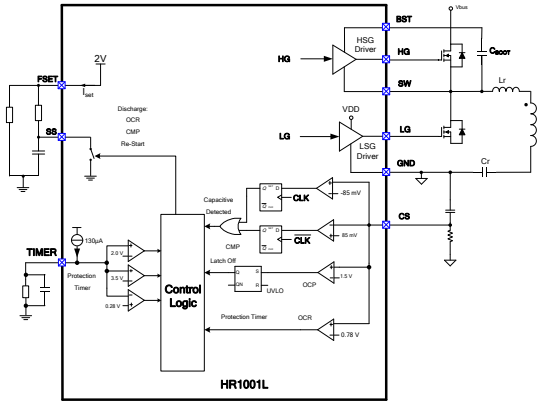 Vbus
BST
HSG
Driver
HG
HG
C_BOOT
2V
FSET
I_set
SW
Lr
Discharge:
OCR
CMP
Re-Start
SS
VDD
LG
LG
LSG
Driver
GND
Cr
Capacitive
Detected
CLK
-85 mV
CS
CLK
85 mV
CMP
TIMER
130µA
2.0 V
Latch Off
Protection
Timer
3.5 V
Control
Logic
Q
S
QN
R
UVLO
OCP
1.5 V
0.28 V
Protection Timer
OCR
0.78 V
HR1001L